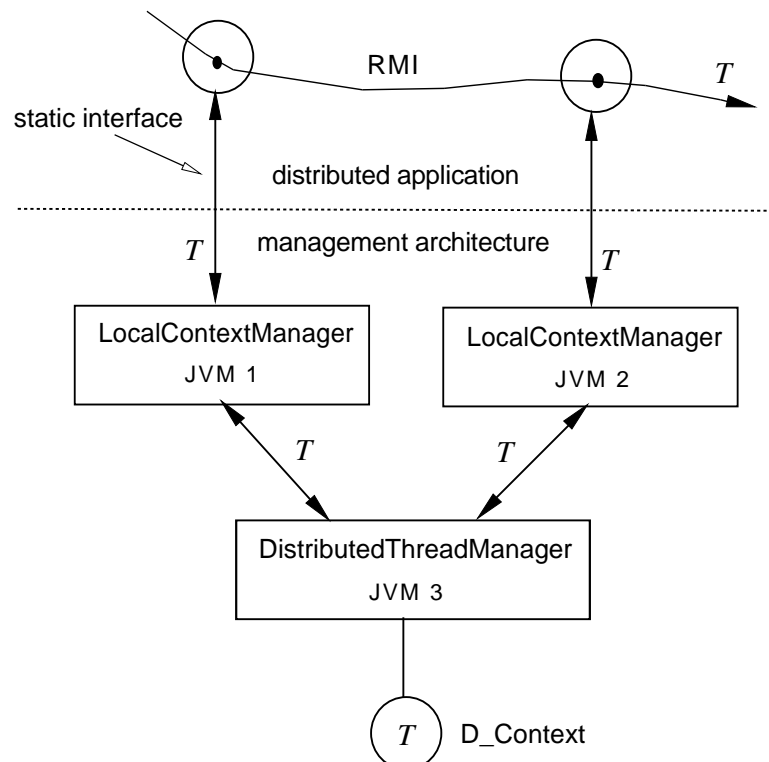 RMI
T
static interface
distributed application
management architecture
T
T
LocalContextManager
JVM 1
LocalContextManager
JVM 2
T
T
DistributedThreadManager
JVM 3
T
D_Context